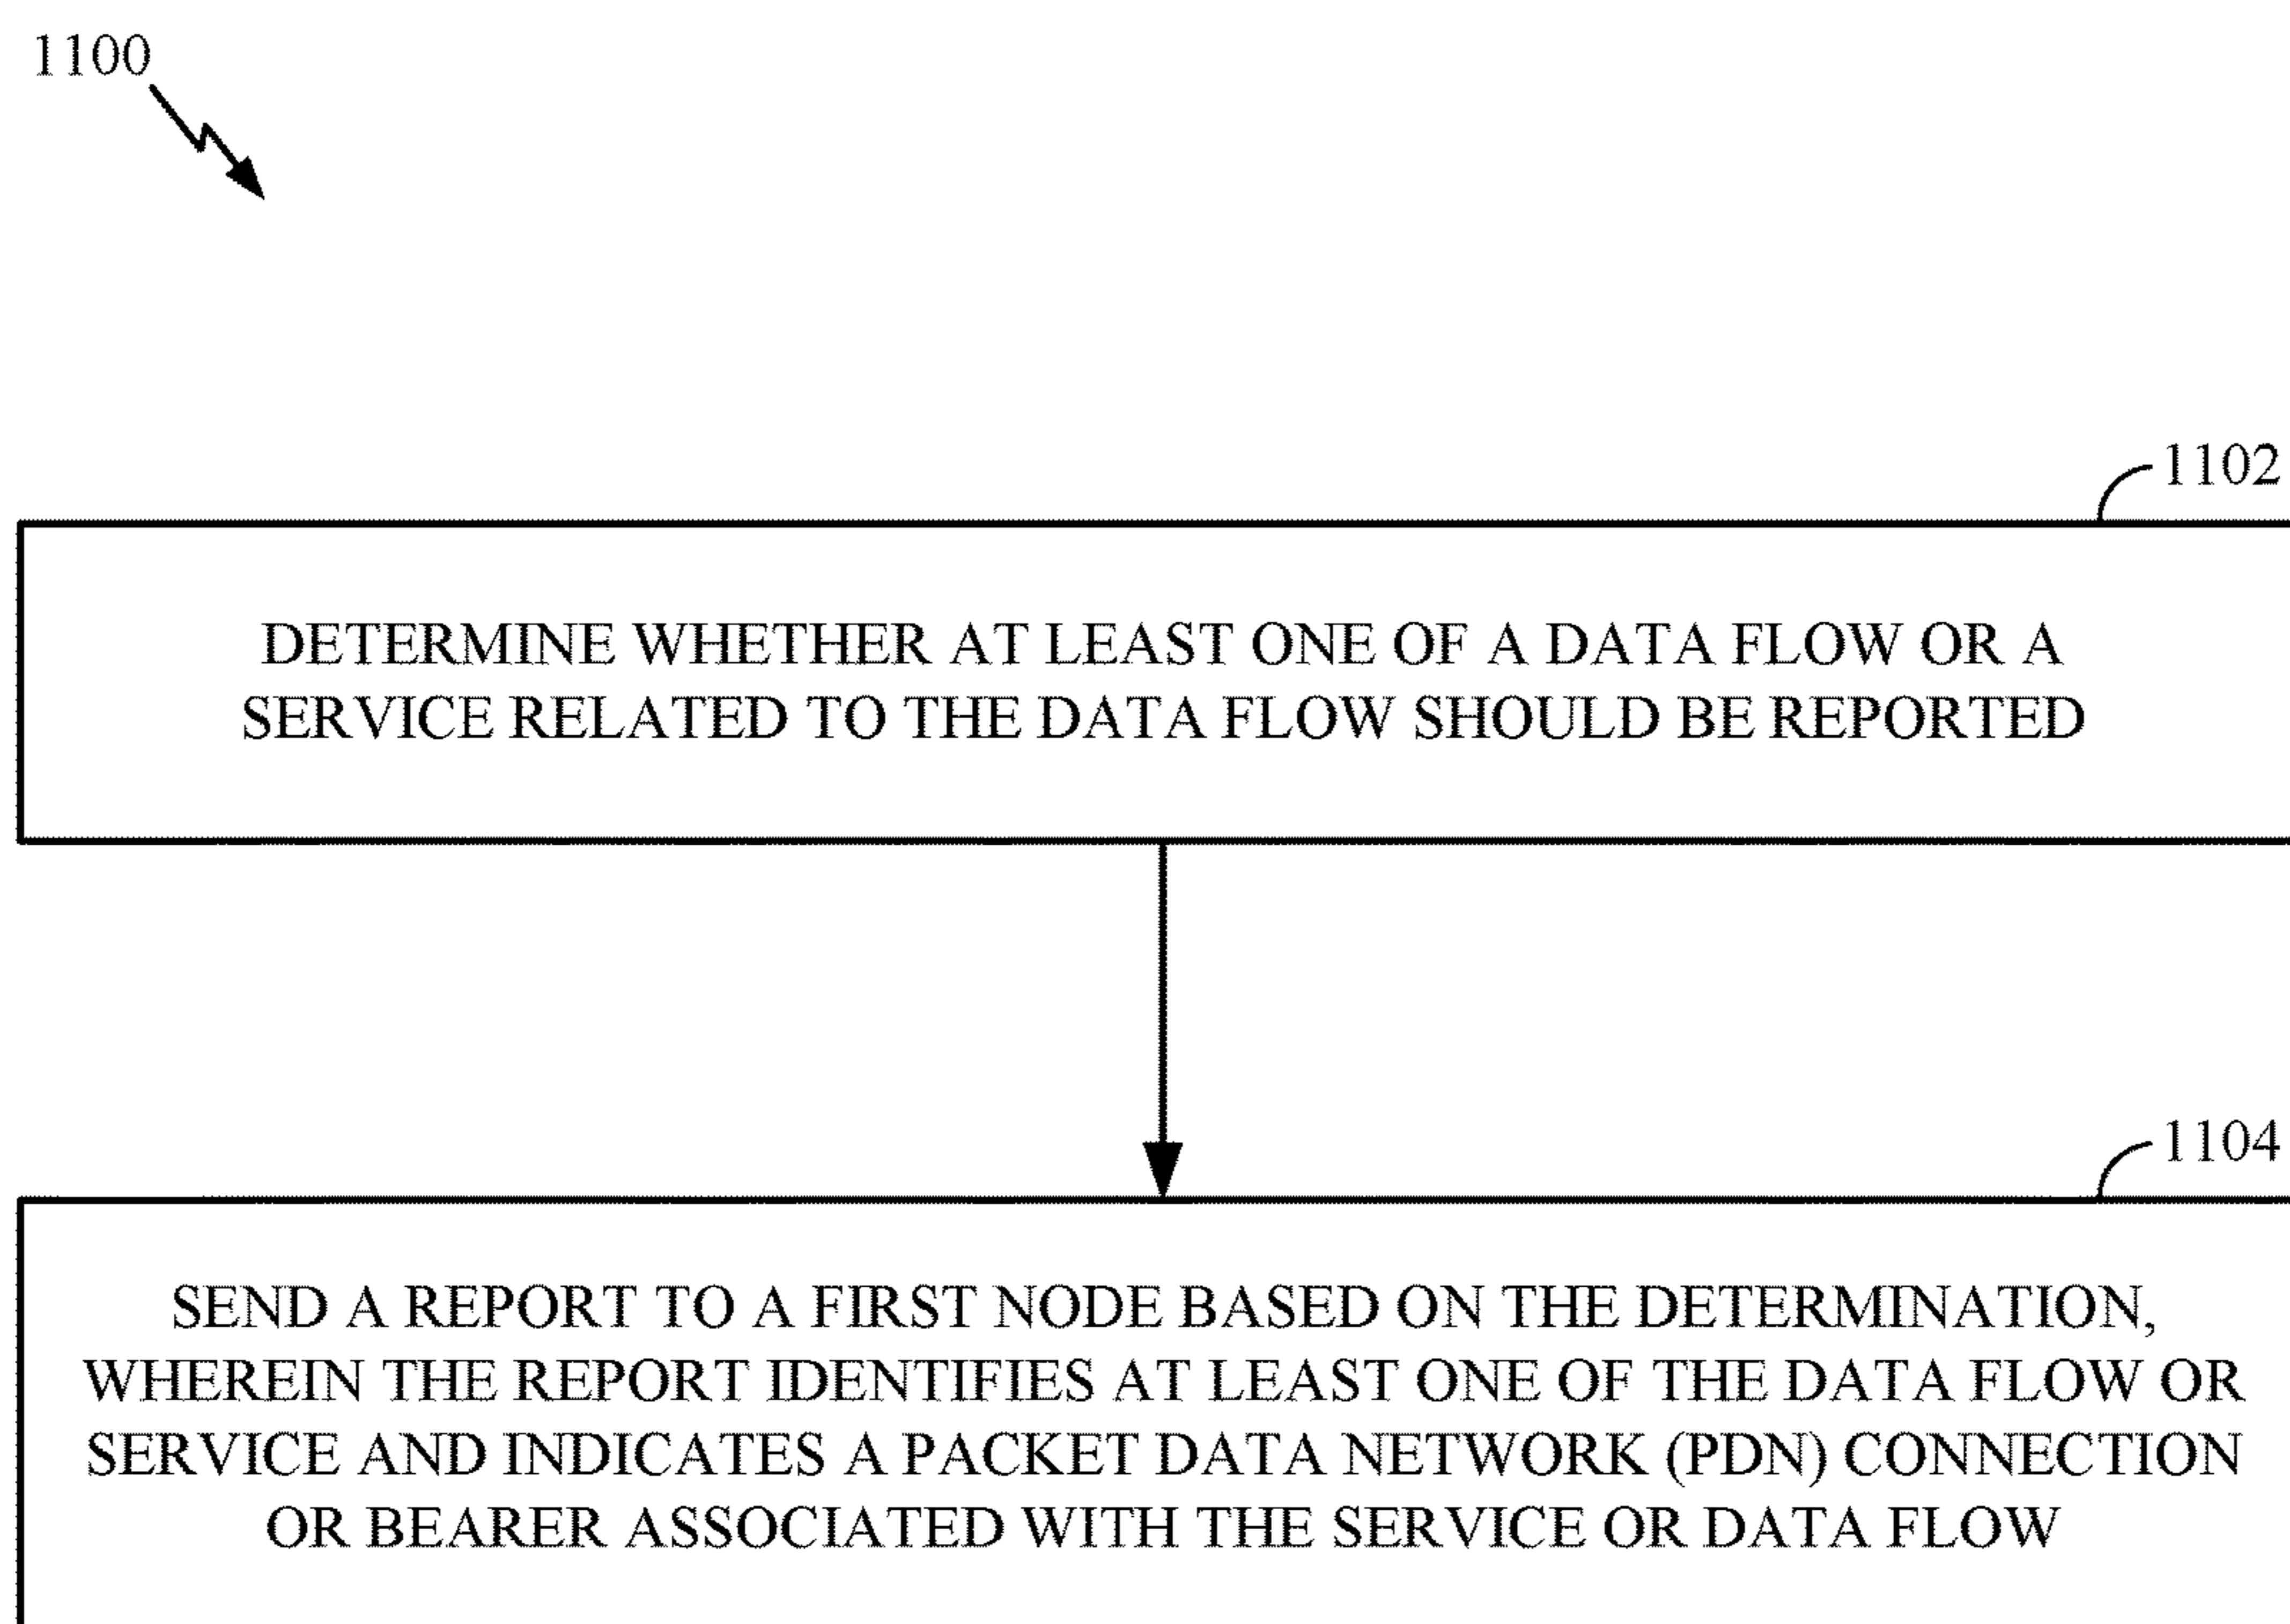 1100
1102
DETERMINE WHETHER AT LEAST ONE OF A DATA FLOW OR A
SERVICE RELATED TO THE DATA FLOW SHOULD BE REPORTED
1104
SEND A REPORT TO A FIRST NODE BASED ON THE DETERMINATION,
WHEREIN THE REPORT IDENTIFIES AT LEAST ONE OF THE DATA FLOW OR
SERVICE AND INDICATES A PACKET DATA NETWORK (PDN) CONNECTION
OR BEARER ASSOCIATED WITH THE SERVICE OR DATA FLOW